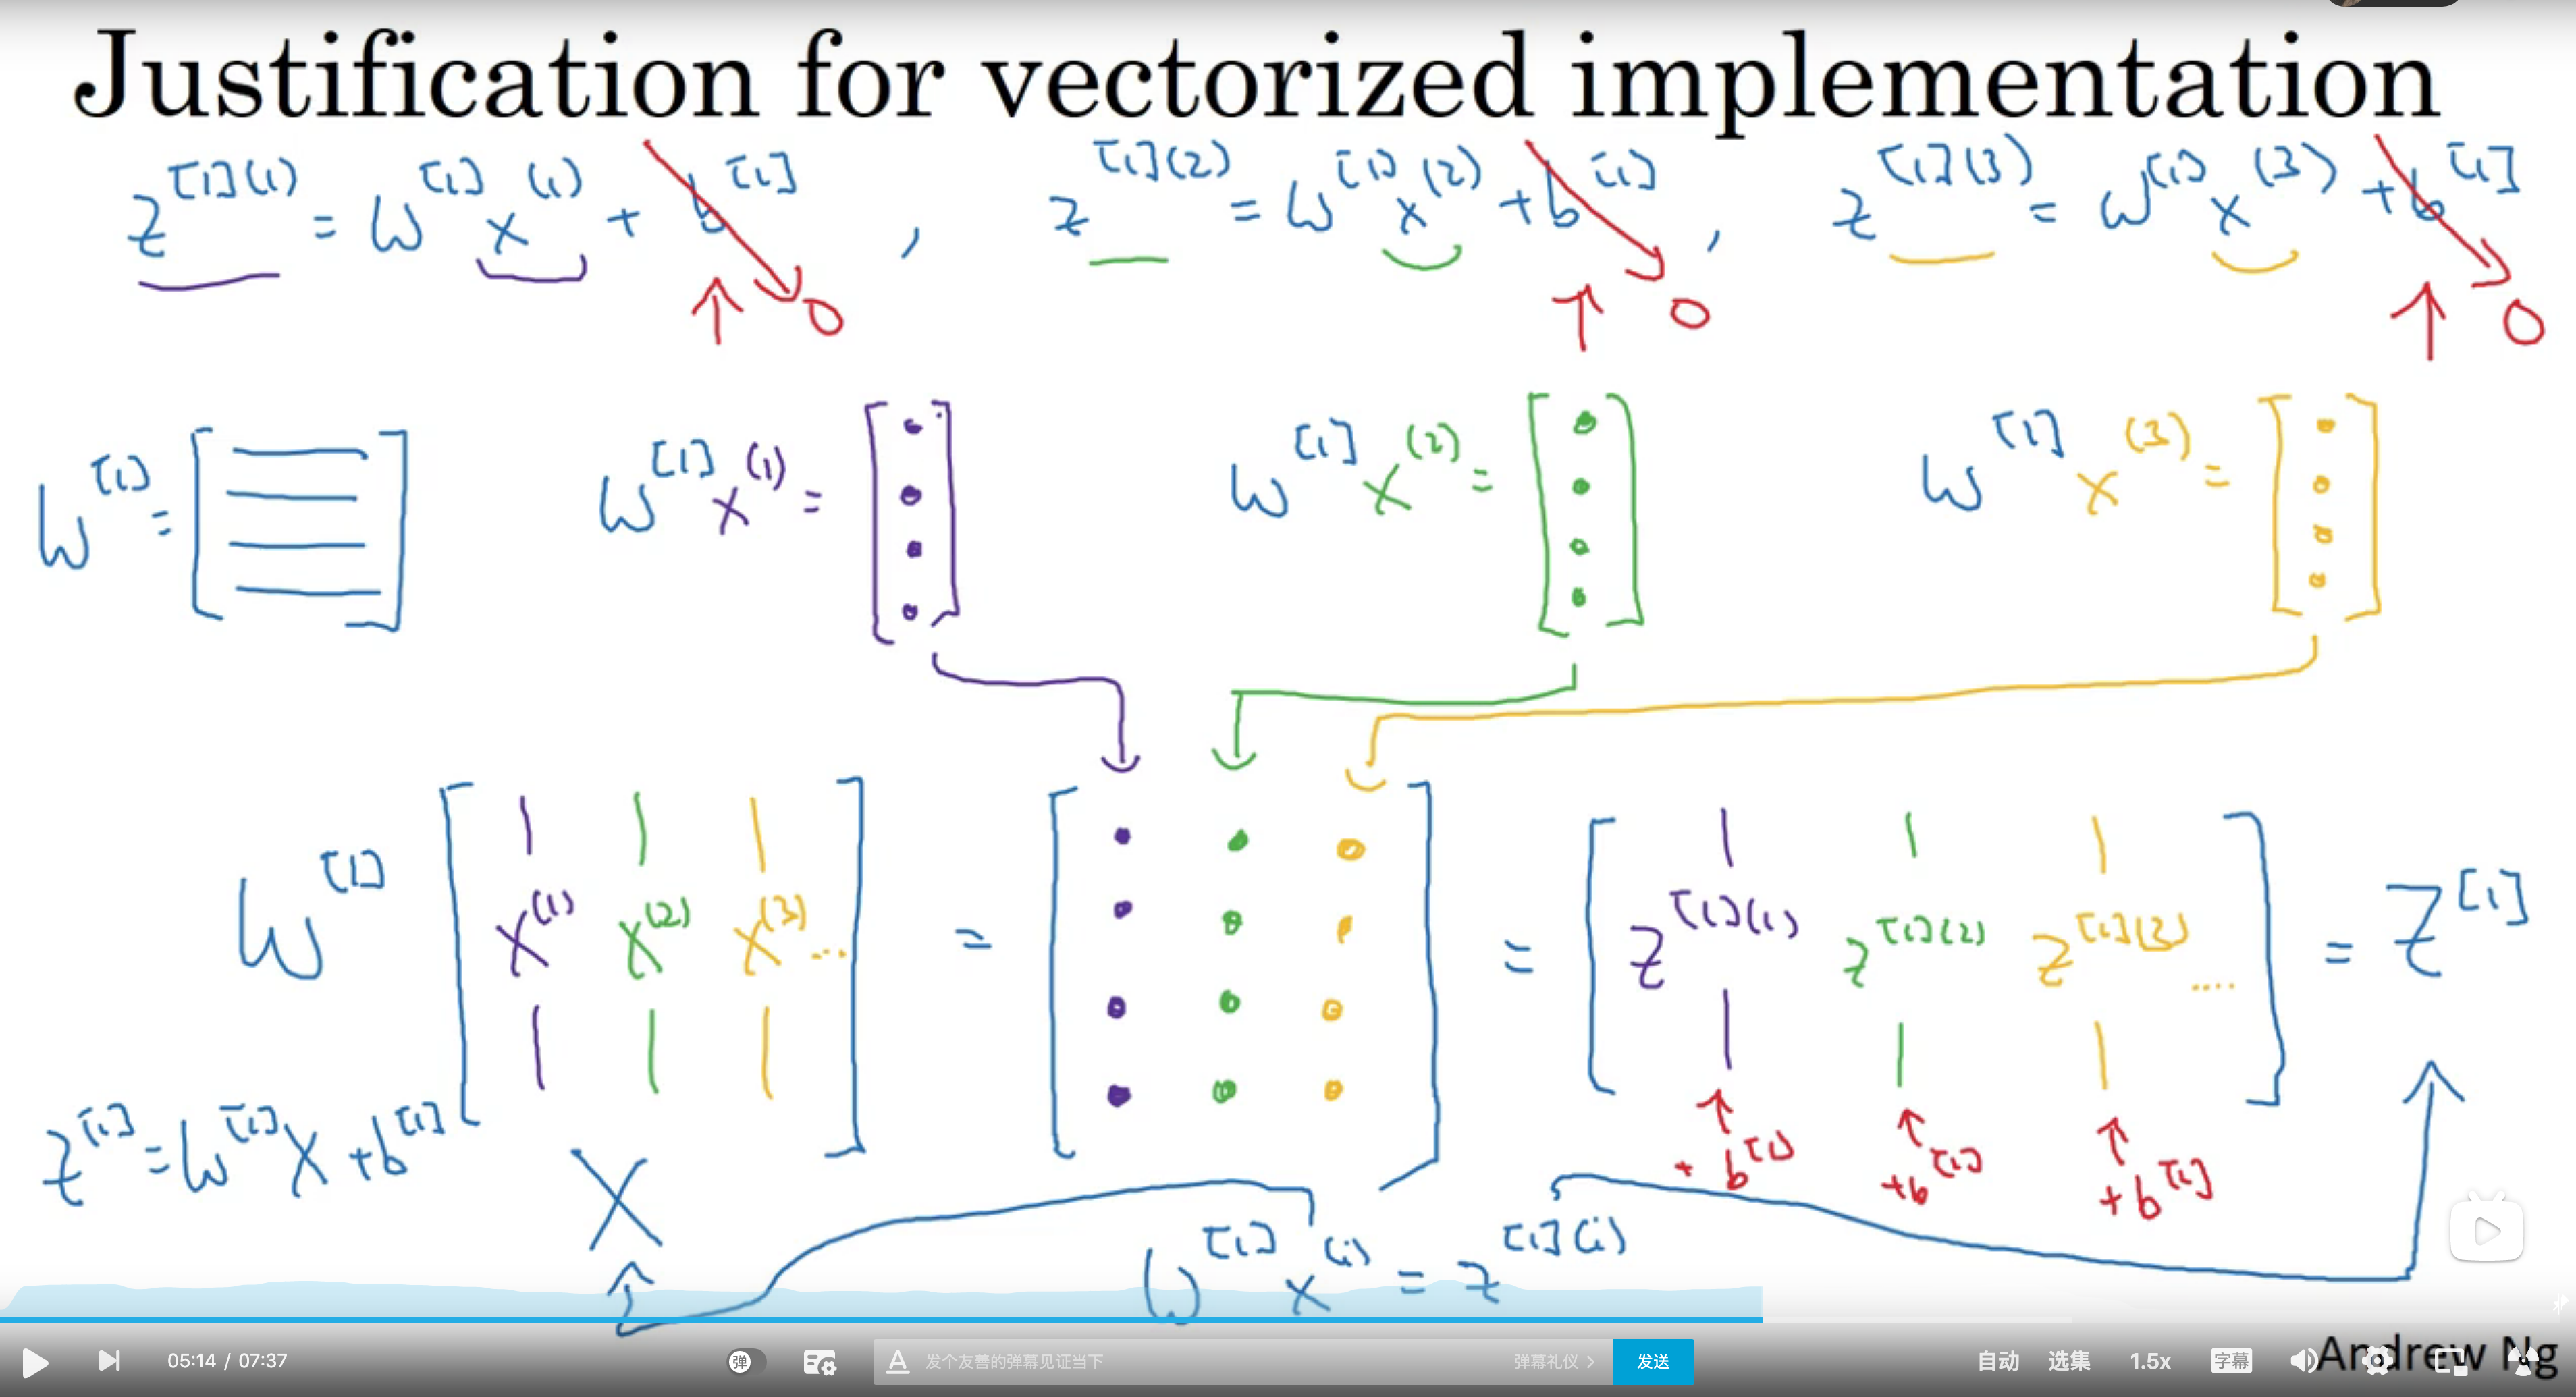 Justification for vectorized implementation
z^[1](1) = W^[1] x^(1) + b^[1] , z^[1](2) = W^[1] x^(2) + b^[1] , z^[1](3) = W^[1] x^(3) + b^[1]
0 0 0
W^[1] = W^[1] x^(1) = W^[1] x^(2) = W^[1] x^(3) =
W^[1] x^(1) x^(2) x^(3) ... = = z^[1](1) z^[1](2) z^[1](3) .... = Z^[1]
z^[1] = W^[1] X + b^[1] X + b^[1] + b^[1] + b^[1]
W^[1] x^(i) = z^[1](i)
Andrew Ng
05:14 / 07:37 弹 A 发个友善的弹幕见证当下 弹幕礼仪 > 发送 自动 选集 1.5x 字幕